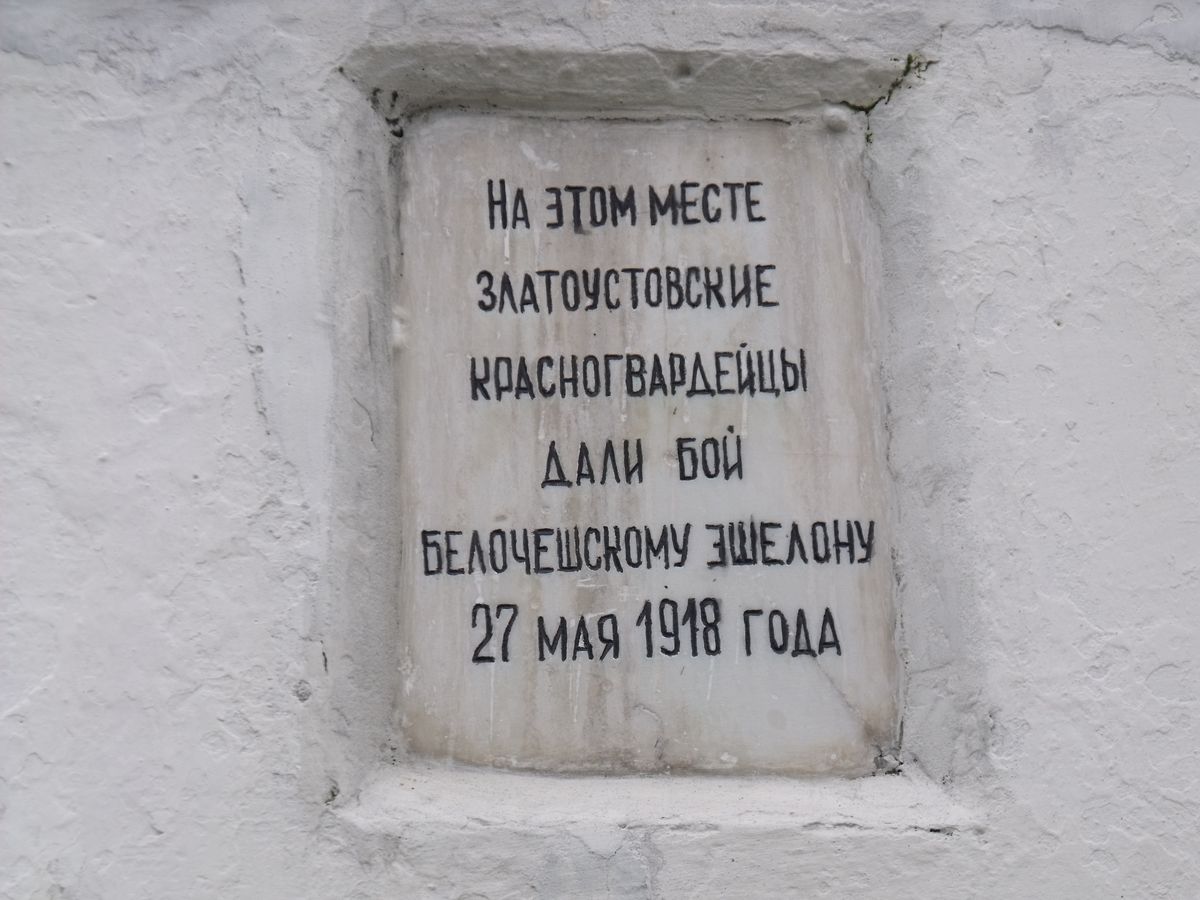 На этом месте
златоустовские
красногвардейцы
дали бой
белочешскому эшелону
27 мая 1918 года